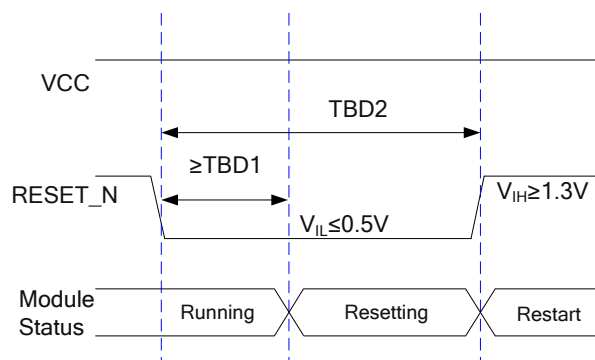 VCC
TBD2
≥TBD1
RESET_N
VIH≥1.3V
VIL≤0.5V
Module
Status
Running
Resetting
Restart